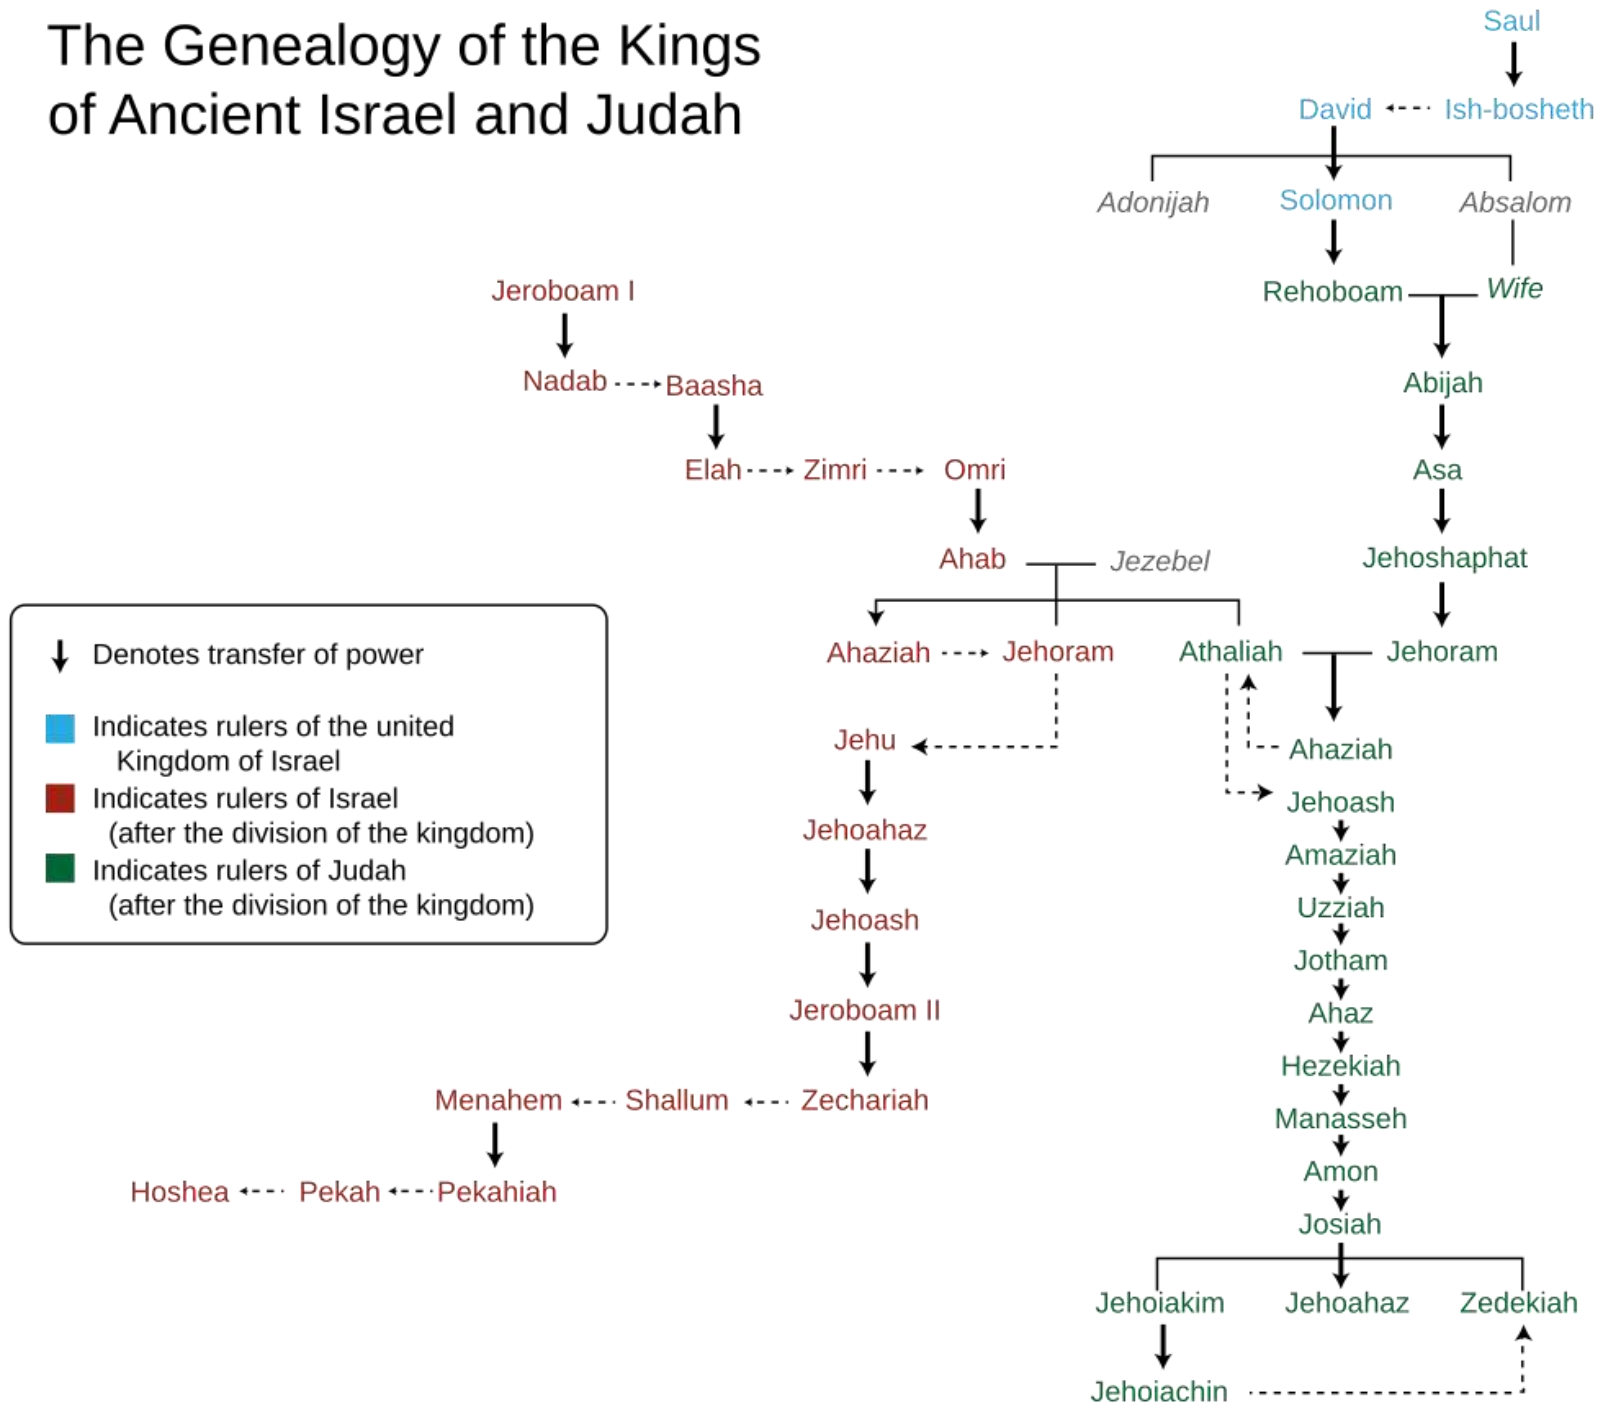 The Genealogy of the Kings
of Ancient Israel and Judah
Saul
David
Ish-bosheth
Adonijah
Solomon
Absalom
Jeroboam I
Rehoboam
Wife
Nadab
Baasha
Abijah
Elah
Zimri
Omri
Asa
Ahab
Jezebel
Jehoshaphat
Ahaziah
Jehoram
Athaliah
Jehoram
Jehu
Ahaziah
Jehoash
Jehoahaz
Amaziah
Uzziah
Jehoash
Jotham
Jeroboam II
Ahaz
Hezekiah
Menahem
Shallum
Zechariah
Manasseh
Amon
Hoshea
Pekah
Pekahiah
Josiah
Jehoiakim
Jehoahaz
Zedekiah
Jehoiachin
Denotes transfer of power
Indicates rulers of the united
Kingdom of Israel
Indicates rulers of Israel
(after the division of the kingdom)
Indicates rulers of Judah
(after the division of the kingdom)